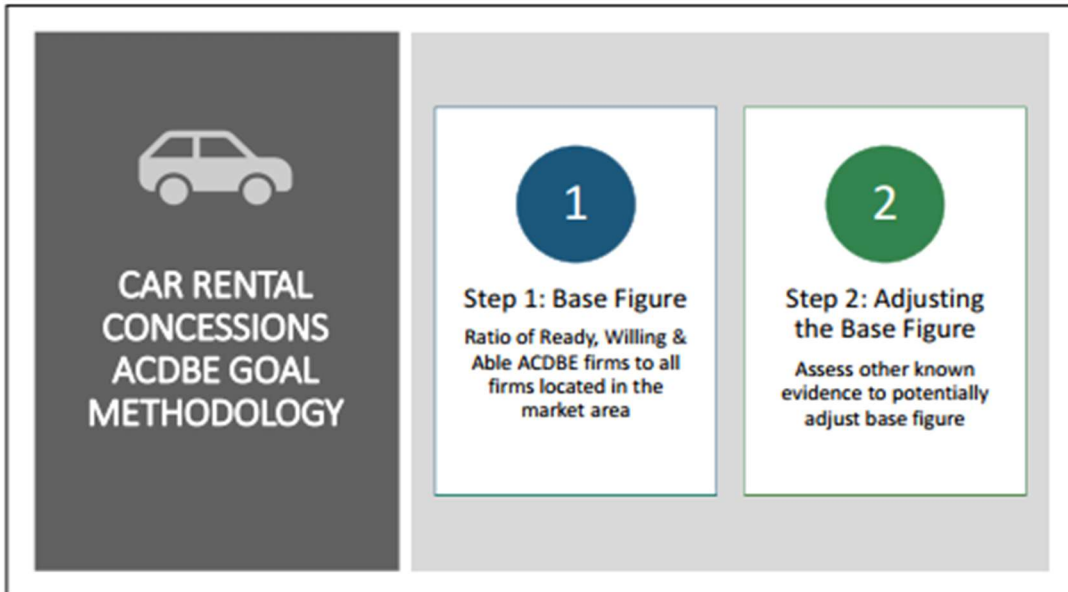 CAR RENTAL
CONCESSIONS
ACDBE GOAL
METHODOLOGY
1
Step 1: Base Figure
Ratio of Ready, Willing &
Able ACDBE firms to all
firms located in the
market area
2
Step 2: Adjusting
the Base Figure
Assess other known
evidence to potentially
adjust base figure